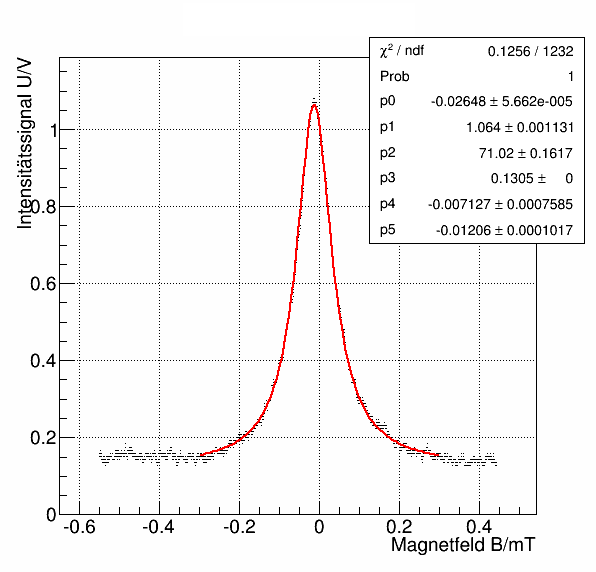 χ² / ndf 0.1256 / 1232
Prob 1
p0 -0.02648 ± 5.662e-005
p1 1.064 ± 0.001131
p2 71.02 ± 0.1617
p3 0.1305 ± 0
p4 -0.007127 ± 0.0007585
p5 -0.01206 ± 0.0001017
Intensitätssignal U/V
1
0.8
0.6
0.4
0.2
0
-0.6 -0.4 -0.2 0 0.2 0.4
Magnetfeld B/mT